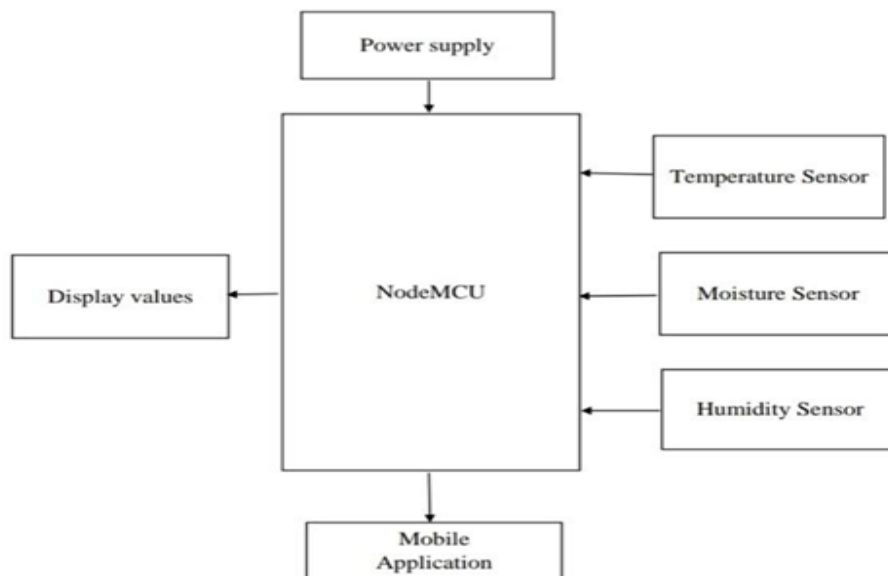 Power supply
Temperature Sensor
NodeMCU
Display values
Moisture Sensor
Humidity Sensor
Mobile
Application